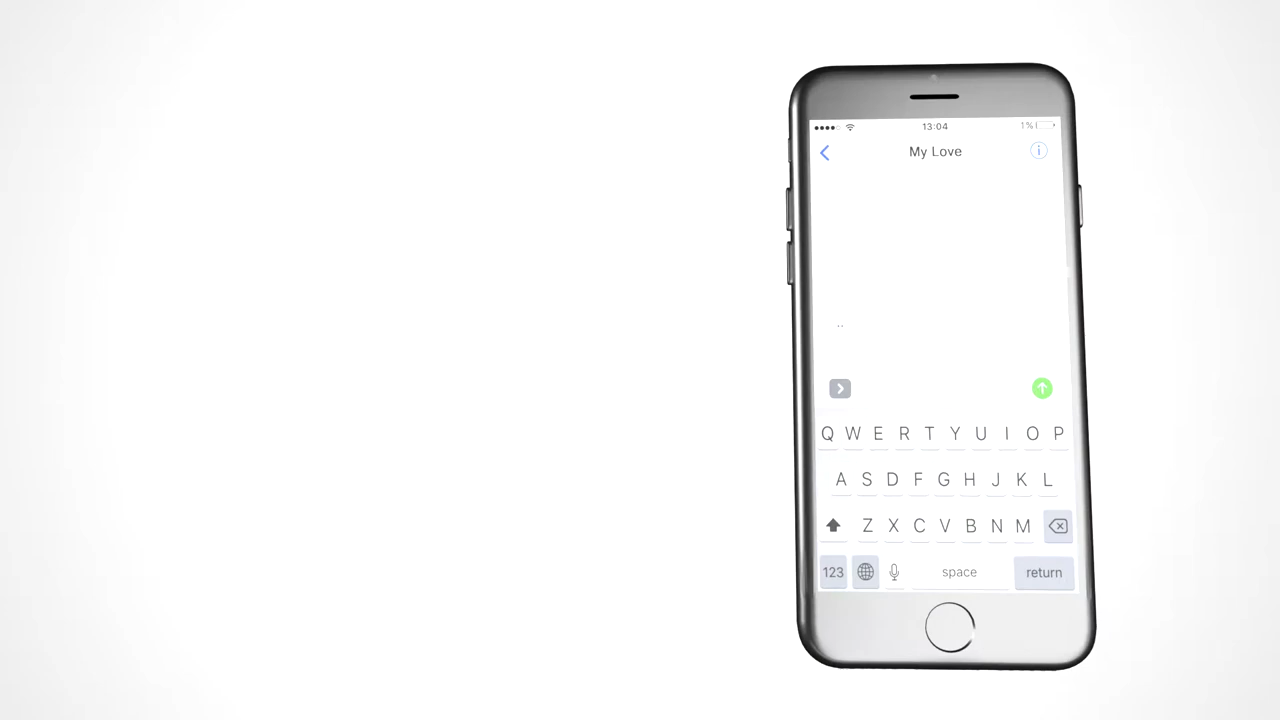 13:04 1%
My Love
..
Q W E R T Y U I O P
A S D F G H J K L
Z X C V B N M
123 space return